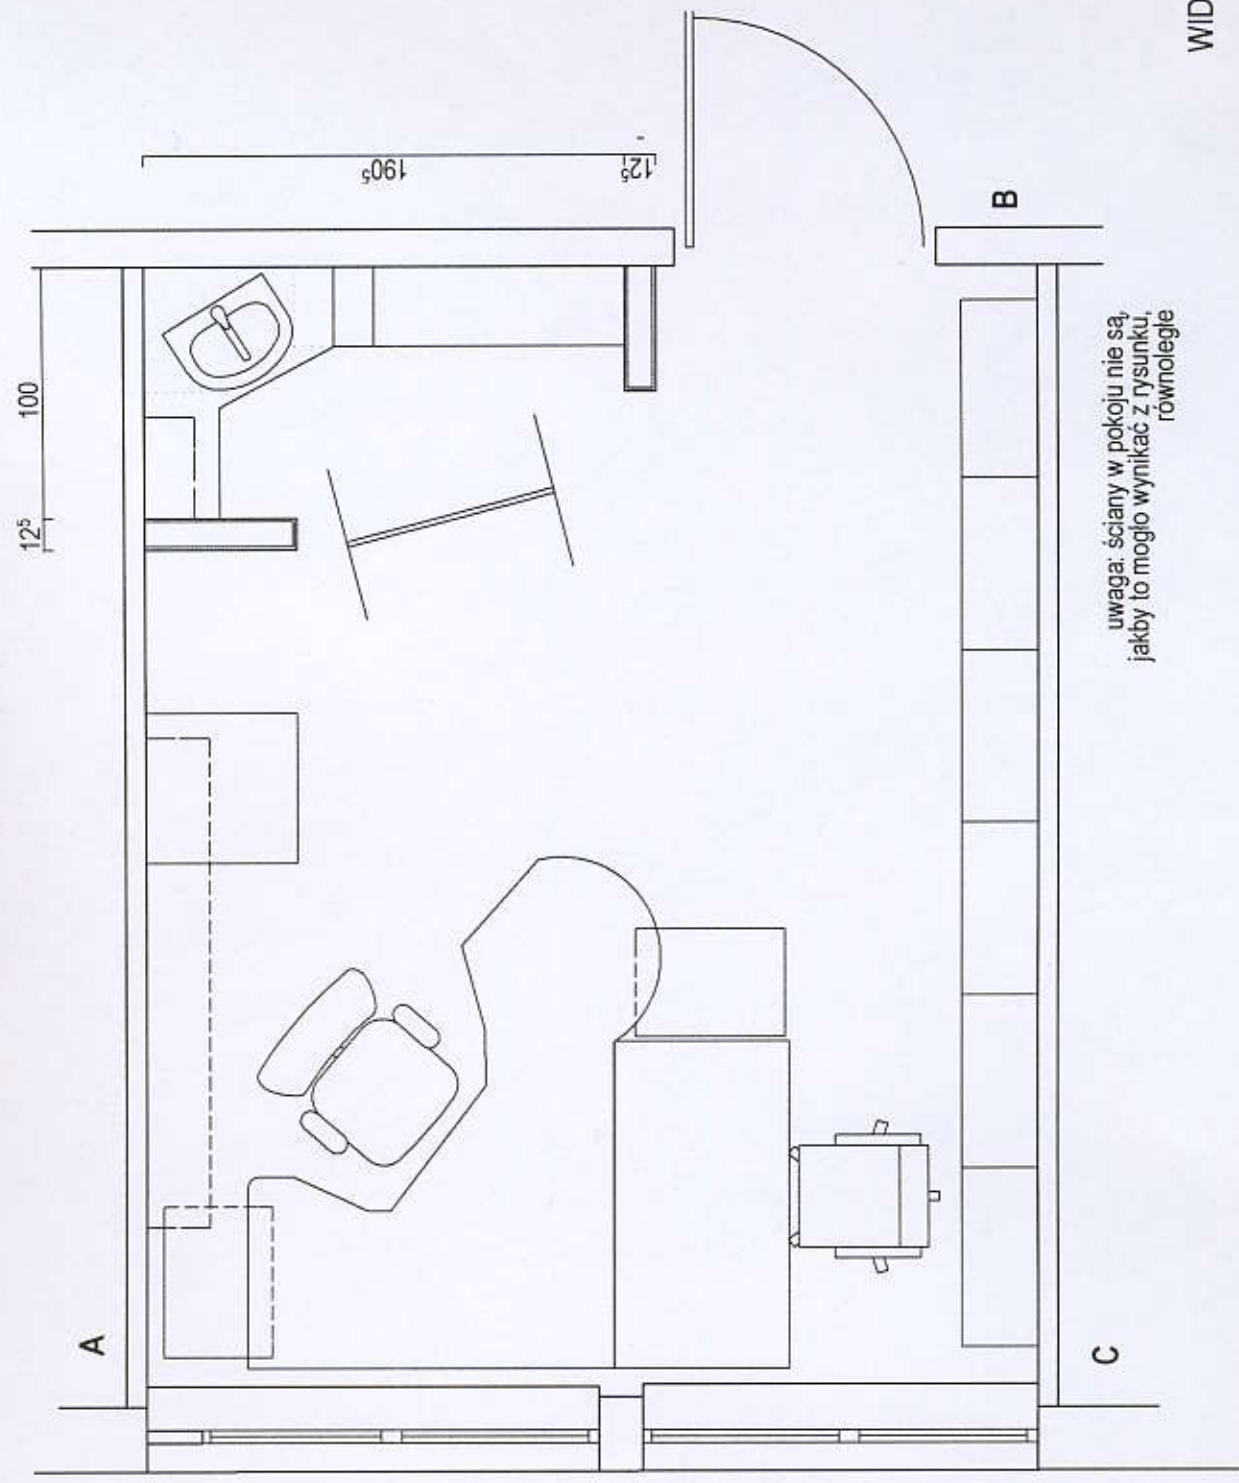 WID
B
190⁵
12⁵
100
12⁵
uwaga: ściany w pokoju nie są,
jakby to mogło wynikać z rysunku,
równoległe
A
C